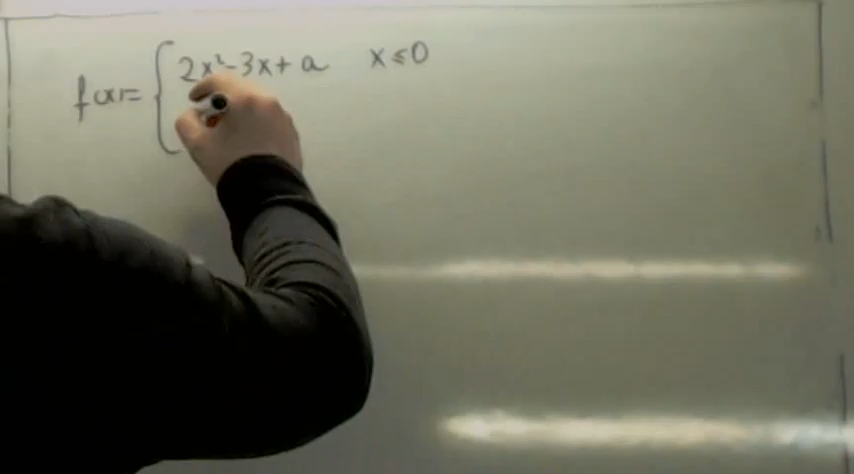 f(x)= { 2x²-3x+a x≤0